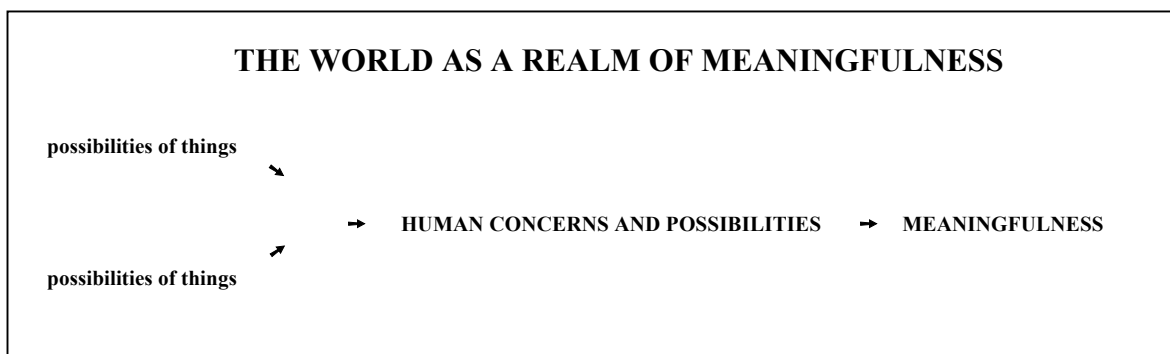 THE WORLD AS A REALM OF MEANINGFULNESS
possibilities of things
HUMAN CONCERNS AND POSSIBILITIES MEANINGFULNESS
possibilities of things